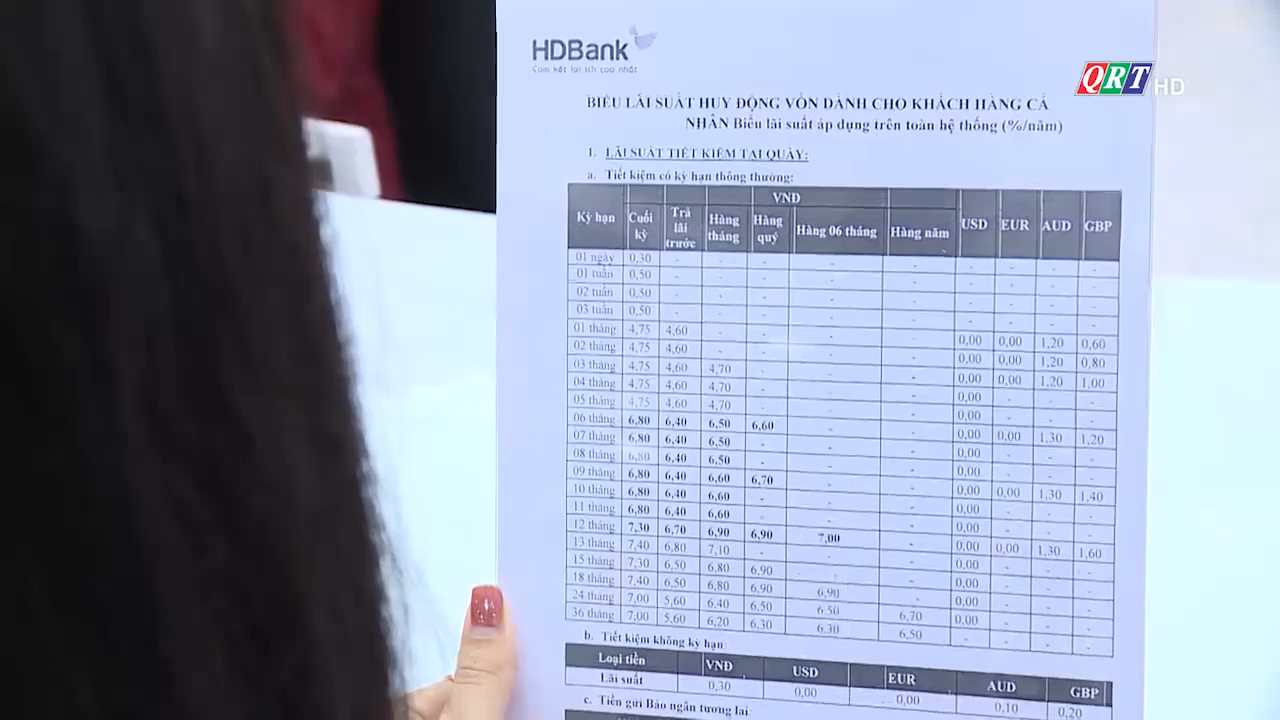 HDBank
Cam kết lợi ích cao nhất
QRT HD
BIỂU LÃI SUẤT HUY ĐỘNG VỐN DÀNH CHO KHÁCH HÀNG CÁ
NHÂN Biểu lãi suất áp dụng trên toàn hệ thống (%/năm)
1. LÃI SUẤT TIẾT KIỆM TẠI QUẦY:
a. Tiết kiệm có kỳ hạn thông thường:
VNĐ
Kỳ hạn Cuối kỳ Trả lãi trước Hàng tháng Hàng quý Hàng 06 tháng Hàng năm USD EUR AUD GBP
01 ngày 0,30 - - - - - - - - -
01 tuần 0,50 - - - - - - - - -
02 tuần 0,50 - - - - - - - - -
03 tuần 0,50 - - - - - - - - -
01 tháng 4,75 4,60 - - - - 0,00 0,00 1,20 0,60
02 tháng 4,75 4,60 - - - - 0,00 0,00 1,20 0,80
03 tháng 4,75 4,60 4,70 - - - 0,00 0,00 1,20 1,00
04 tháng 4,75 4,60 4,70 - - - 0,00 - - -
05 tháng 4,75 4,60 4,70 - - - 0,00 - - -
06 tháng 6,80 6,40 6,50 6,60 - - 0,00 0,00 1,30 1,20
07 tháng 6,80 6,40 6,50 - - - 0,00 - - -
08 tháng 6,80 6,40 6,50 - - - 0,00 - - -
09 tháng 6,80 6,40 6,60 6,70 - - 0,00 0,00 1,30 1,40
10 tháng 6,80 6,40 6,60 - - - 0,00 - - -
11 tháng 6,80 6,40 6,60 - - - 0,00 - - -
12 tháng 7,30 6,70 6,90 6,90 7,00 - 0,00 0,00 1,30 1,60
13 tháng 7,40 6,80 7,10 - - - 0,00 - - -
15 tháng 7,30 6,50 6,80 6,90 - - 0,00 - - -
18 tháng 7,40 6,50 6,80 6,90 6,90 - 0,00 - - -
24 tháng 7,00 5,60 6,40 6,50 6.50 6,70 0,00 - - -
36 tháng 7,00 5,60 6,20 6,30 6.30 6,50 - - - -
b. Tiết kiệm không kỳ hạn
Loại tiền VNĐ USD EUR AUD GBP
Lãi suất 0,30 0,00 0,00 0,10 0,20
c. Tiền gửi Bảo ngân tương lai: